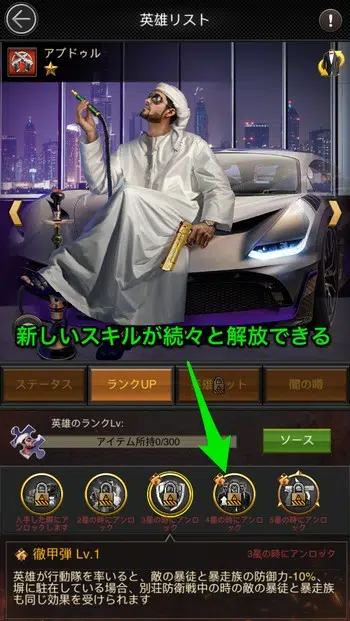 英雄リスト
アブドゥル
新しいスキルが続々と解放できる
ステータス
ランクUP
闇の噂
英雄のランクLv:
アイテム所持0/300
ソース
入手した際にアンロックします
2星の時にアンロック
3星の時にアンロック
4星の時にアンロック
5星の時にアンロック
徹甲弾 Lv.1
3星の時にアンロック
英雄が行動隊を率いると、敵の暴徒と暴走族の防御力-10%、
塀に駐在している場合、別荘防衛戦中の時の敵の暴徒と暴走族
も同じ効果を受けられます